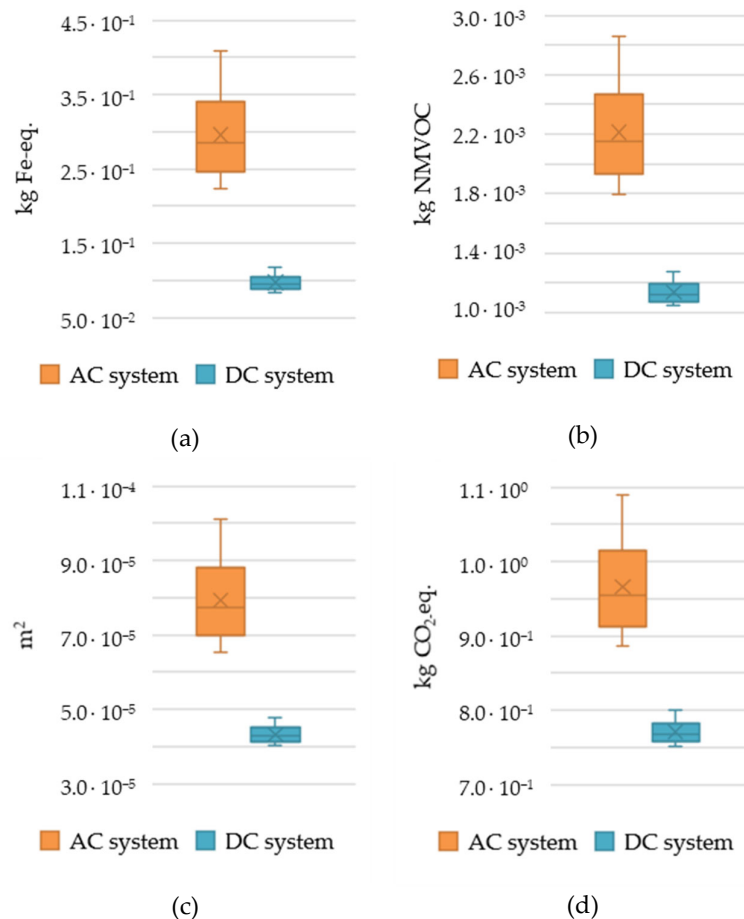 4.5 · 10⁻¹
3.5 · 10⁻¹
2.5 · 10⁻¹
1.5 · 10⁻¹
5.0 · 10⁻²
kg Fe-eq.
AC system DC system
(a)
3.0 · 10⁻³
2.6 · 10⁻³
2.2 · 10⁻³
1.8 · 10⁻³
1.4 · 10⁻³
1.0 · 10⁻³
kg NMVOC
AC system DC system
(b)
1.1 · 10⁻⁴
9.0 · 10⁻⁵
7.0 · 10⁻⁵
5.0 · 10⁻⁵
3.0 · 10⁻⁵
m²
AC system DC system
(c)
1.1 · 10⁰
1.0 · 10⁰
9.0 · 10⁻¹
8.0 · 10⁻¹
7.0 · 10⁻¹
kg CO₂-eq.
AC system DC system
(d)